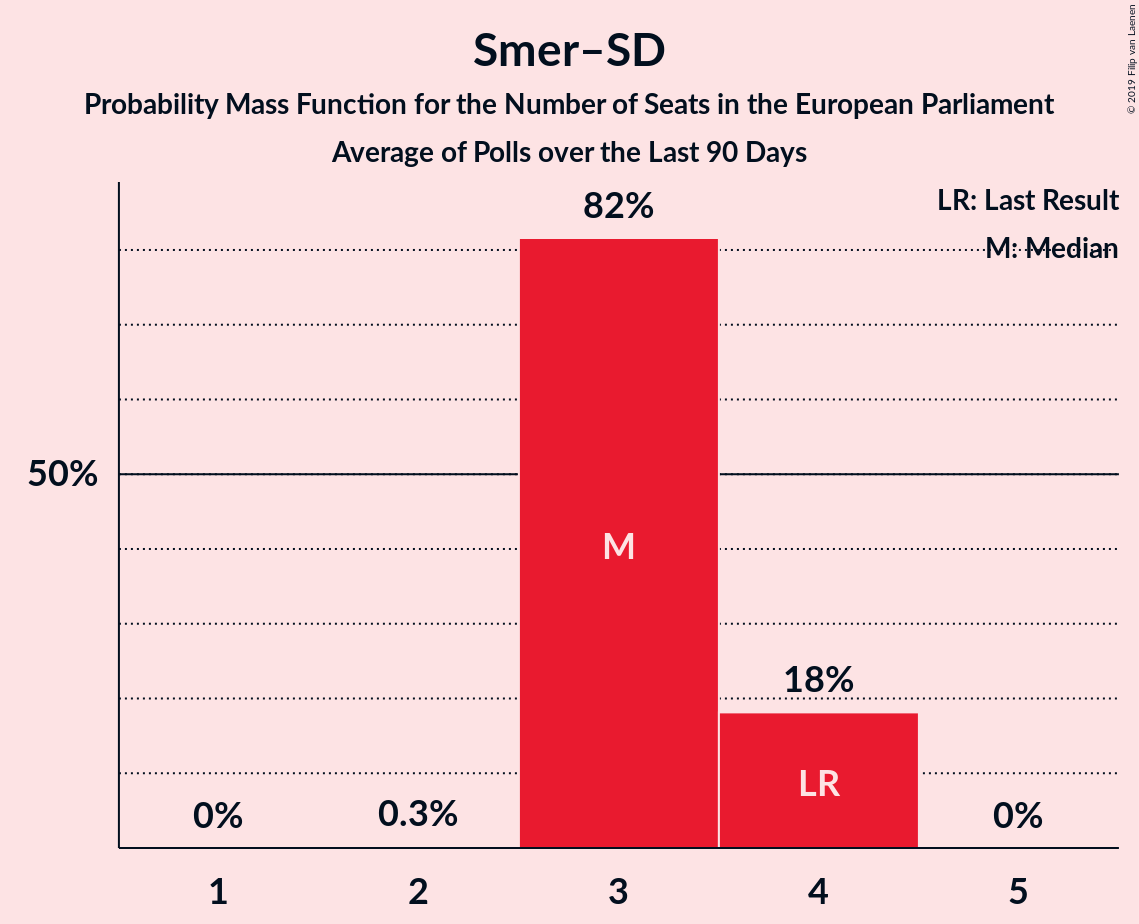 Smer–SD
Probability Mass Function for the Number of Seats in the European Parliament
Average of Polls over the Last 90 Days
© 2019 Filip van Laenen
LR: Last Result
M: Median
82%
50%
M
18%
LR
0%
0.3%
0%
1
2
3
4
5